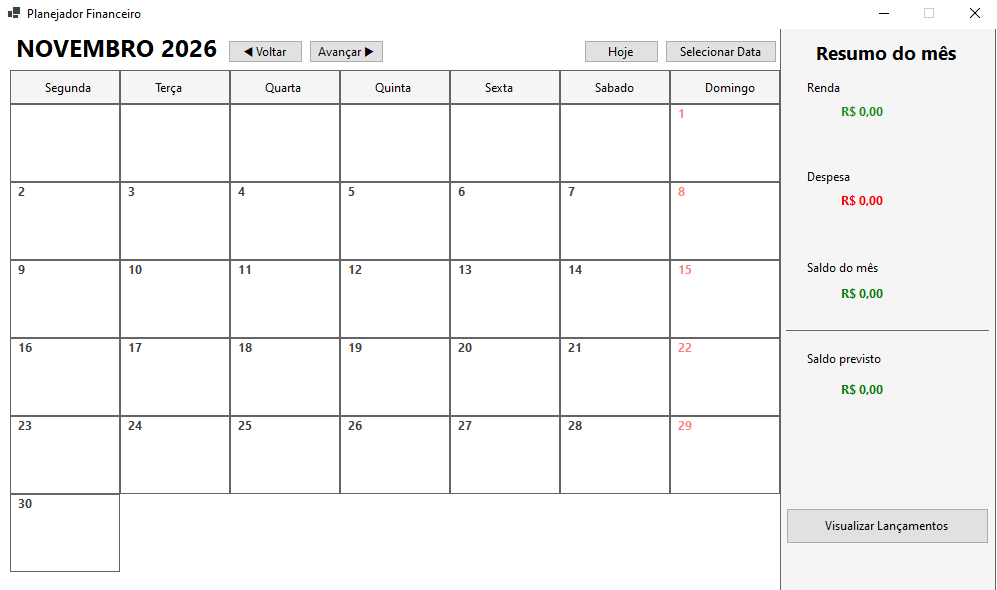 Planejador Financeiro
NOVEMBRO 2026 ◀ Voltar Avançar ▶ Hoje Selecionar Data
Segunda Terça Quarta Quinta Sexta Sabado Domingo
1
2 3 4 5 6 7 8
9 10 11 12 13 14 15
16 17 18 19 20 21 22
23 24 25 26 27 28 29
30
Resumo do mês
Renda
R$ 0,00
Despesa
R$ 0,00
Saldo do mês
R$ 0,00
Saldo previsto
R$ 0,00
Visualizar Lançamentos